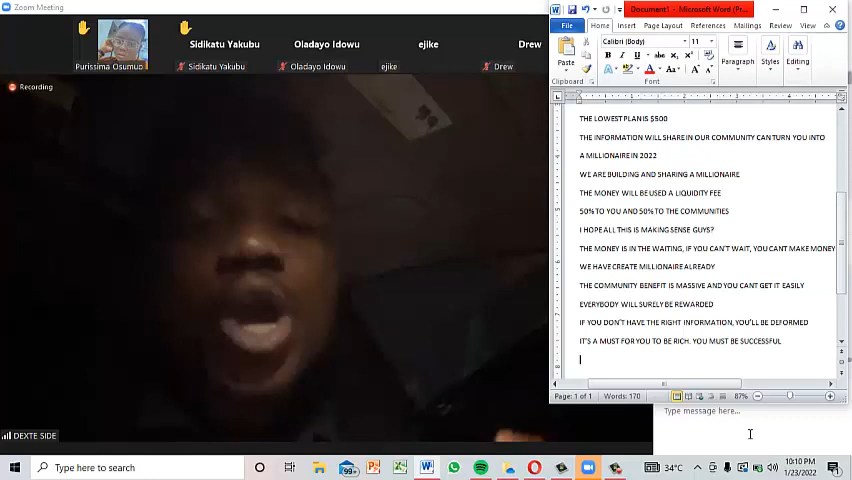 Zoom Meeting
Document1 - Microsoft Word (Pr...
File Home Insert Page Layout References Mailings Review View
Calibri (Body) 11
Paste Paragraph Styles Editing
Clipboard Font
Sidikatu Yakubu Oladayo Idowu ejike Drew
Purissima Osumuo Sidikatu Yakubu Oladayo Idowu ejike Drew
Recording
THE LOWEST PLAN IS $500
THE INFORMATION WILL SHARE IN OUR COMMUNITY CAN TURN YOU INTO
A MILLIONAIRE IN 2022
WE ARE BUILDING AND SHARING A MILLIONAIRE
THE MONEY WILL BE USED A LIQUIDITY FEE
50% TO YOU AND 50% TO THE COMMUNITIES
I HOPE ALL THIS IS MAKING SENSE GUYS?
THE MONEY IS IN THE WAITING, IF YOU CAN'T WAIT, YOU CANT MAKE MONEY
WE HAVE CREATE MILLIONAIRE ALREADY
THE COMMUNITY BENEFIT IS MASSIVE AND YOU CANT GET IT EASILY
EVERYBODY WILL SURELY BE REWARDED
IF YOU DON'T HAVE THE RIGHT INFORMATION, YOU'LL BE DEFORMED
IT'S A MUST FOR YOU TO BE RICH. YOU MUST BE SUCCESSFUL
Page: 1 of 1 Words: 170 87%
Type message here...
DEXTE SIDE
Type here to search 99+ 34°C 10:10 PM
1/23/2022